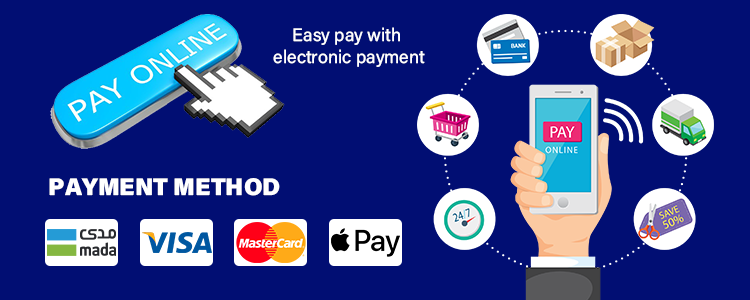 PAY ONLINE
Easy pay with
electronic payment
BANK
PAY
ONLINE
24/7
SAVE
50%
PAYMENT METHOD
مدى
mada
VISA
MasterCard
Pay